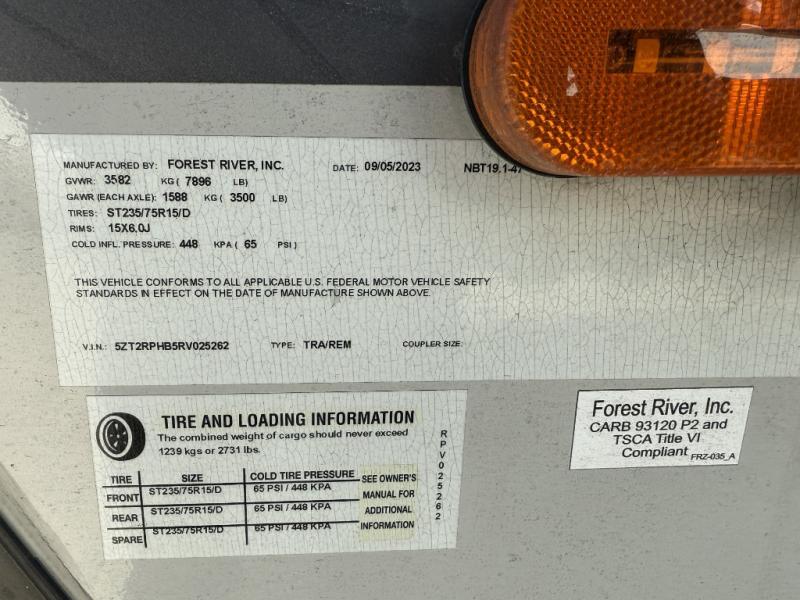 MANUFACTURED BY: FOREST RIVER, INC. DATE: 09/05/2023 NBT19.1-47
GVWR: 3582 KG ( 7896 LB)
GAWR (EACH AXLE): 1588 KG ( 3500 LB)
TIRES: ST235/75R15/D
RIMS: 15X6.0J
COLD INFL. PRESSURE: 448 KPA ( 65 PSI )
THIS VEHICLE CONFORMS TO ALL APPLICABLE U.S. FEDERAL MOTOR VEHICLE SAFETY
STANDARDS IN EFFECT ON THE DATE OF MANUFACTURE SHOWN ABOVE.
V.I.N.: 5ZT2RPHB5RV025262 TYPE: TRA/REM COUPLER SIZE:
TIRE AND LOADING INFORMATION
The combined weight of cargo should never exceed
1239 kgs or 2731 lbs.
TIRE SIZE COLD TIRE PRESSURE
FRONT ST235/75R15/D 65 PSI / 448 KPA
REAR ST235/75R15/D 65 PSI / 448 KPA
SPARE ST235/75R15/D 65 PSI / 448 KPA
SEE OWNER'S
MANUAL FOR
ADDITIONAL
INFORMATION
RPV025262
Forest River, Inc.
CARB 93120 P2 and
TSCA Title VI
Compliant FRZ-035_A